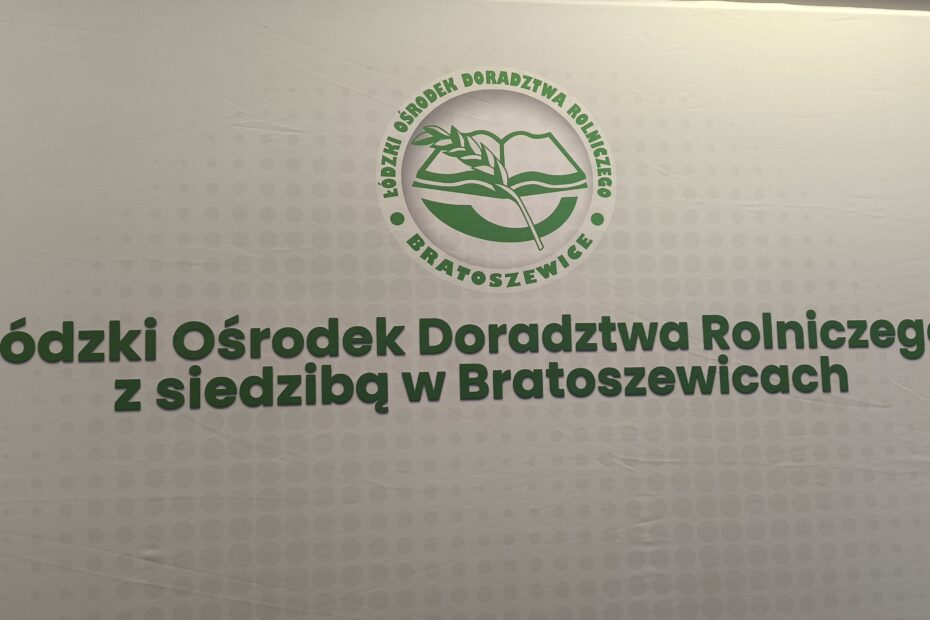 ŁÓDZKI OŚRODEK DORADZTWA ROLNICZEGO
BRATOSZEWICE
ódzki Ośrodek Doradztwa Rolniczeg
z siedzibą w Bratoszewicach